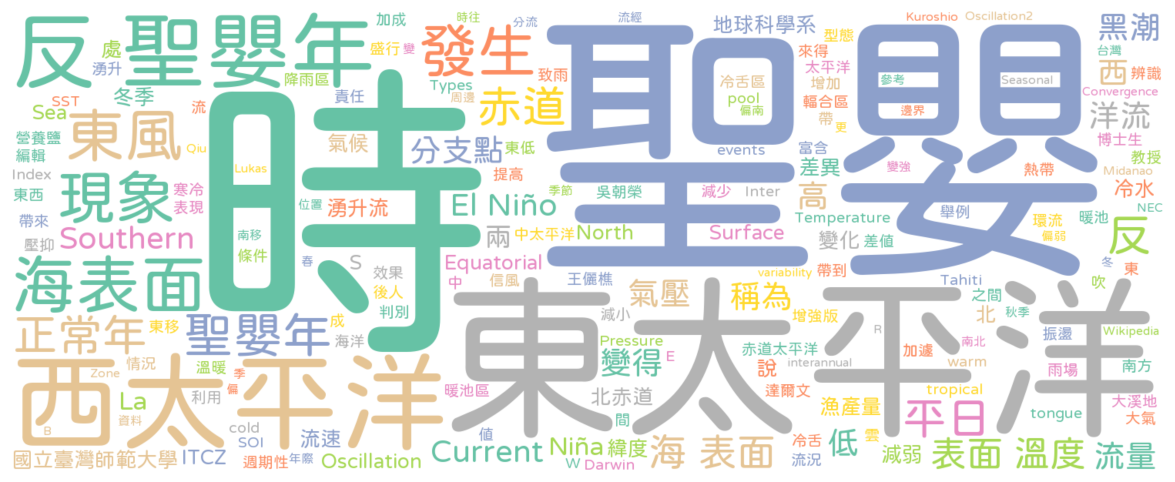 反聖嬰年
加成
時往
分流
流經
地球科學系
Kuroshio
Oscillation2
黑潮
處
湧升
盛行
變
發生
致雨
來得
型態
太平洋
增加
台灣
西
辨識
降雨區
SST
冬季
流
責任
Types
周邊
赤道
冷舌區
pool
偏南
輻合區
帶
參考
Seasonal
Convergence
Sea
東風
時
聖嬰
邊界
更
洋流
博士生
營養鹽
編輯
Qiu
氣候
分支點
東低
events
富含
差異
教授
Index
現象
寒冷
表現
Lukas
提高
季節
吳朝榮
減少
Inter
高
變強
熱帶
Midanao
冷水
東西
帶來
位置
湧升流
El Niño
Temperature
舉例
環流
偏弱
暖池
NEC
壓抑
Southern
南移
條件
春
S
兩
中太平洋
North
Surface
變化
差值
反
海表面
效果
後人
判別
Equatorial
中
信風
王儷樵
variability
帶到
Tahiti
冬
吹
東
正常年
東移
聖嬰年
成
海洋
減小
氣壓
稱為
增強版
之間
北
秋季
振盪
Wikipedia
西太平洋
東太平洋
情況
溫暖
季
偏
Zone
利用
Pressure
變得
E
赤道太平洋
interannual
說
R
加遽
南北
warm
雨場
南方
La
資料
B
cold
SOI
暖池區
北赤道
間
達爾文
漁產量
平日
tropical
tongue
大溪地
大氣
國立臺灣師範大學
ITCZ
週期性
年際
流速
Oscillation
Current
值
Niña
W
緯度
Darwin
海 表面
冷舌
流況
低
雲
減弱
表面 溫度
流量